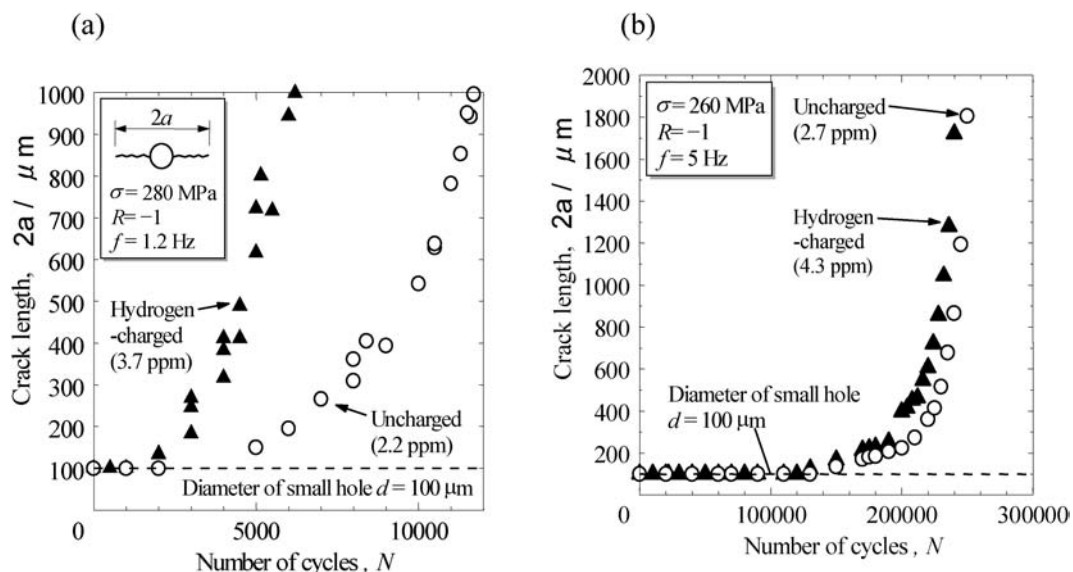 (a)
Crack length, 2a / μm
1000
900
800
700
600
500
400
300
200
100
0
2a
σ= 280 MPa
R= −1
f = 1.2 Hz
Hydrogen
-charged
(3.7 ppm)
Uncharged
(2.2 ppm)
Diameter of small hole d = 100 μm
5000
10000
Number of cycles , N
(b)
Crack length, 2a / μm
2000
1800
1600
1400
1200
1000
800
600
400
200
0
σ = 260 MPa
R= −1
f = 5 Hz
Uncharged
(2.7 ppm)
Hydrogen
-charged
(4.3 ppm)
Diameter of small hole
d = 100 μm
0
100000
200000
300000
Number of cycles , N